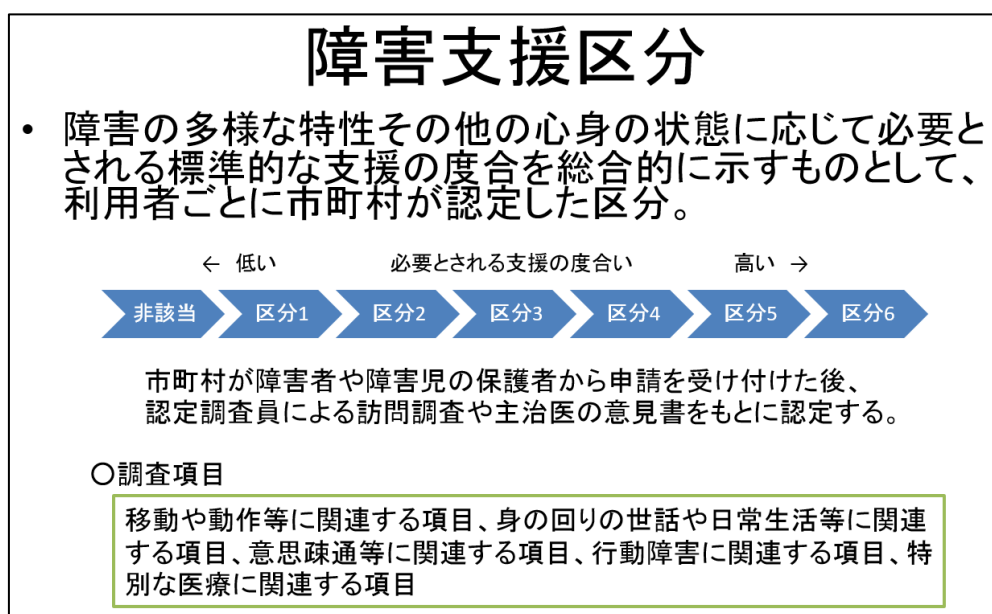 障害支援区分
• 障害の多様な特性その他の心身の状態に応じて必要と
される標準的な支援の度合を総合的に示すものとして、
利用者ごとに市町村が認定した区分。
← 低い 必要とされる支援の度合い 高い →
非該当 区分1 区分2 区分3 区分4 区分5 区分6
市町村が障害者や障害児の保護者から申請を受け付けた後、
認定調査員による訪問調査や主治医の意見書をもとに認定する。
〇調査項目
移動や動作等に関連する項目、身の回りの世話や日常生活等に関連
する項目、意思疎通等に関連する項目、行動障害に関連する項目、特
別な医療に関連する項目